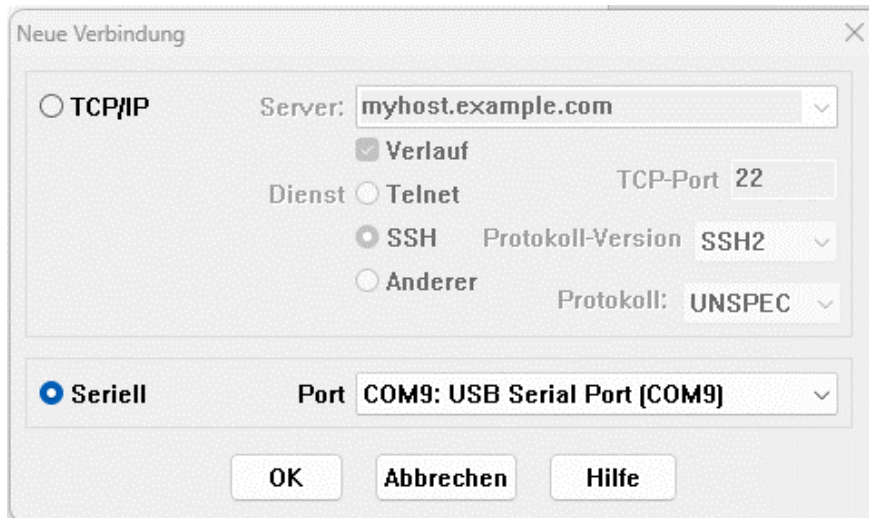 Neue Verbindung
TCP/IP Server: myhost.example.com
Verlauf
TCP-Port 22
Dienst Telnet
SSH Protokoll-Version SSH2
Anderer
Protokoll: UNSPEC
Seriell Port COM9: USB Serial Port (COM9)
OK Abbrechen Hilfe